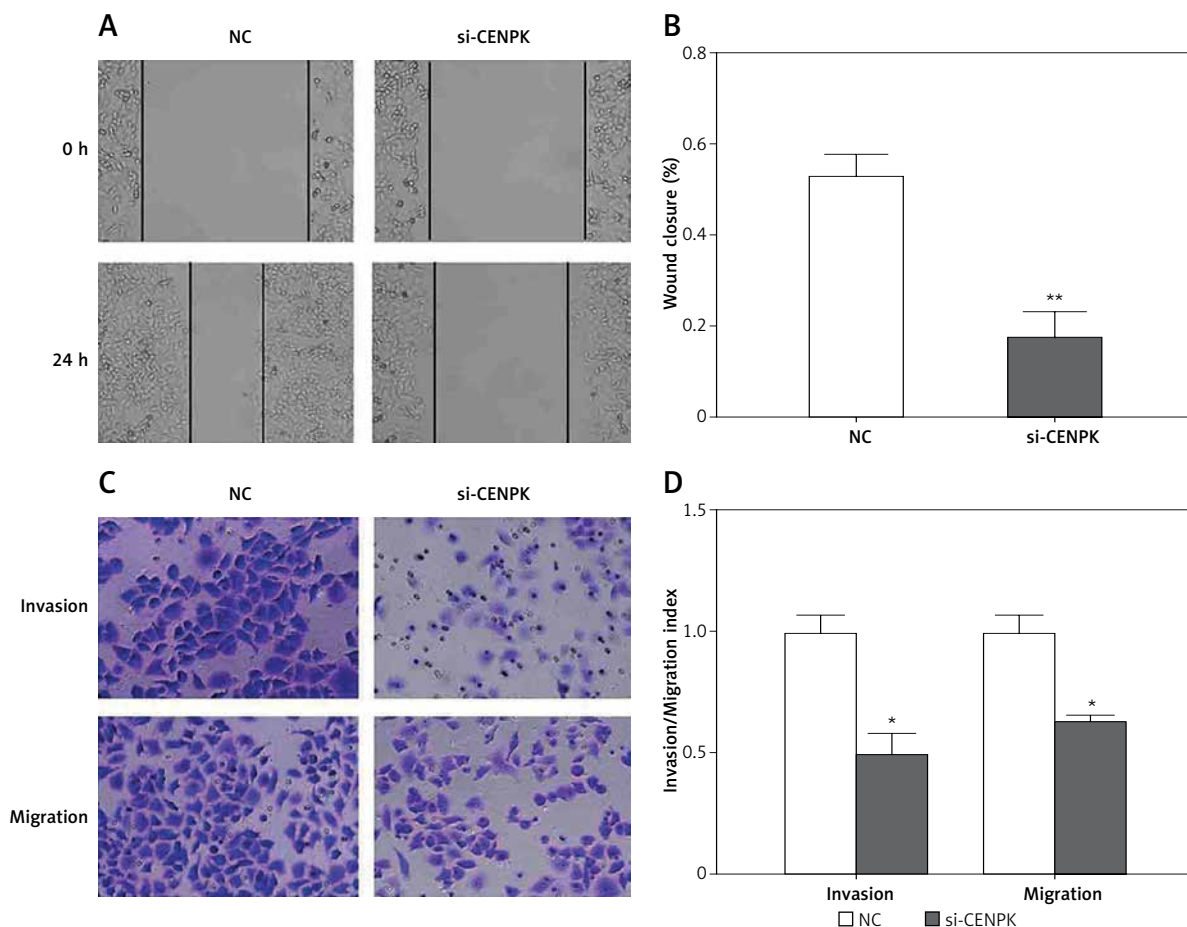 A
NC
si-CENPK
0 h
24 h
B
Wound closure (%)
0.8
0.6
0.4
0.2
0
**
NC
si-CENPK
C
NC
si-CENPK
Invasion
Migration
D
Invasion/Migration index
1.5
1.0
0.5
0
*
*
Invasion
Migration
NC
si-CENPK